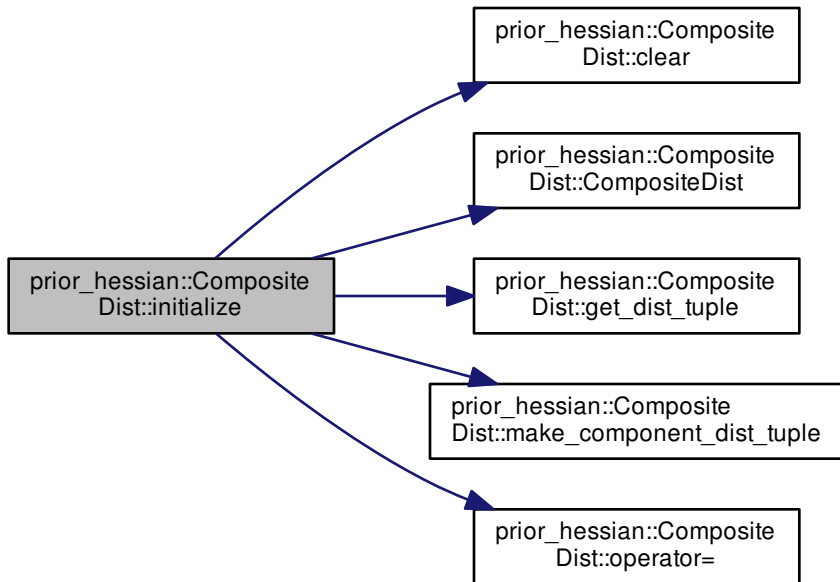 prior_hessian::Composite
Dist::clear
prior_hessian::Composite
Dist::CompositeDist
prior_hessian::Composite
Dist::initialize
prior_hessian::Composite
Dist::get_dist_tuple
prior_hessian::Composite
Dist::make_component_dist_tuple
prior_hessian::Composite
Dist::operator=